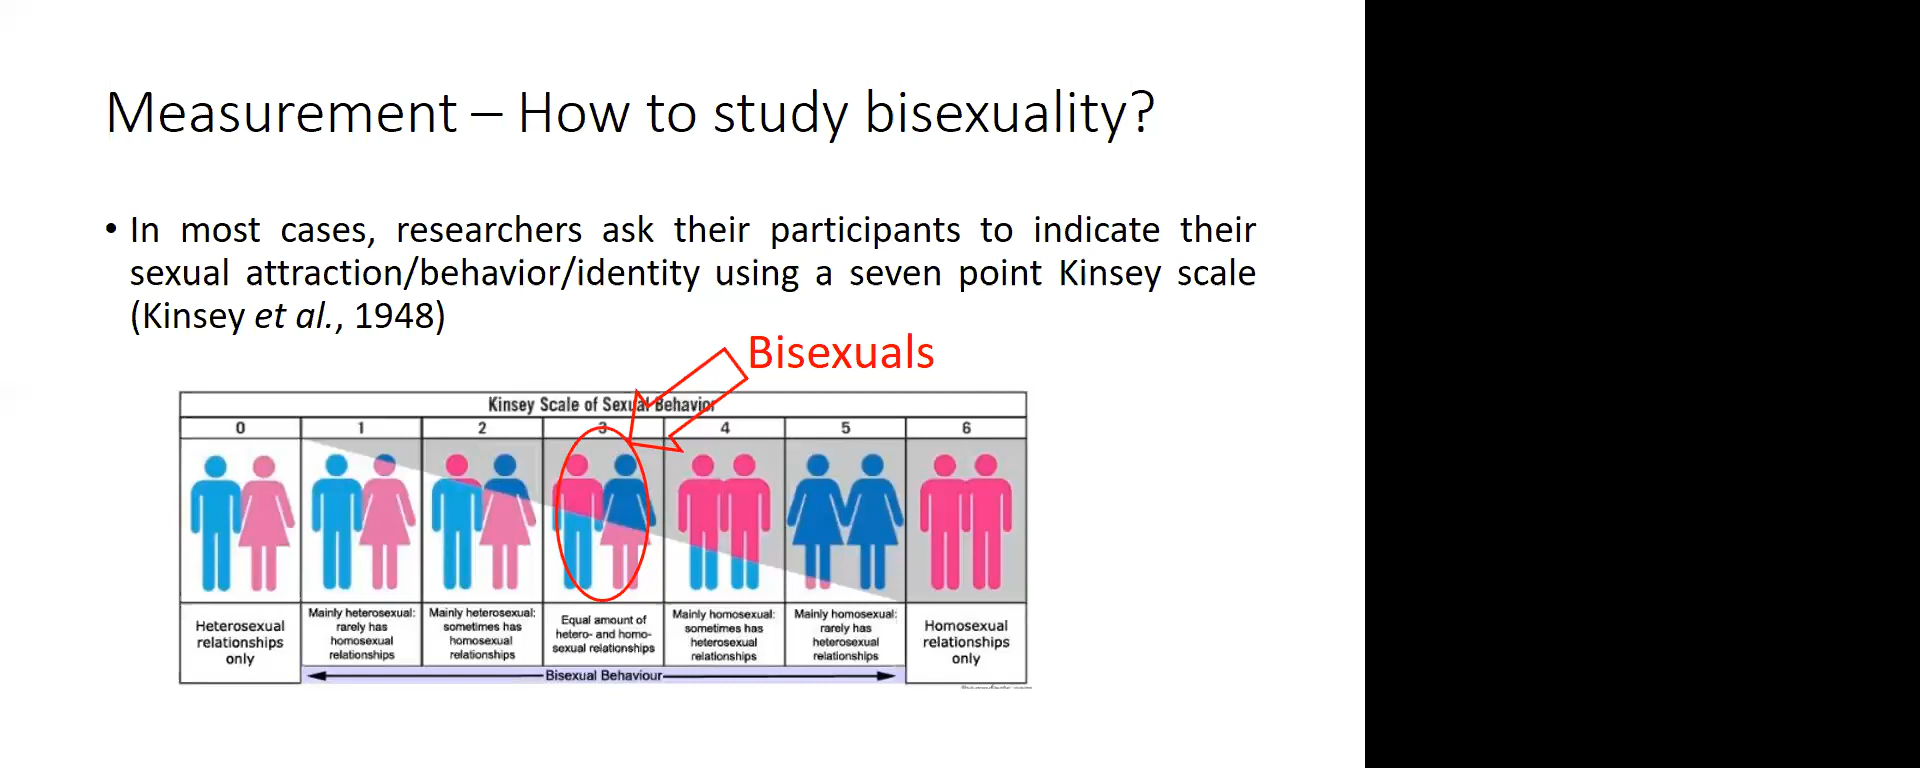 Measurement – How to study bisexuality?
• In most cases, researchers ask their participants to indicate their
sexual attraction/behavior/identity using a seven point Kinsey scale
(Kinsey et al., 1948)
Bisexuals
Kinsey Scale of Sexual Behavior
0 1 2 3 4 5 6
Heterosexual
relationships
only
Mainly heterosexual:
rarely has
homosexual
relationships
Mainly heterosexual:
sometimes has
homosexual
relationships
Equal amount of
hetero- and homo-
sexual relationships
Mainly homosexual:
sometimes has
heterosexual
relationships
Mainly homosexual:
rarely has
heterosexual
relationships
Homosexual
relationships
only
Bisexual Behaviour